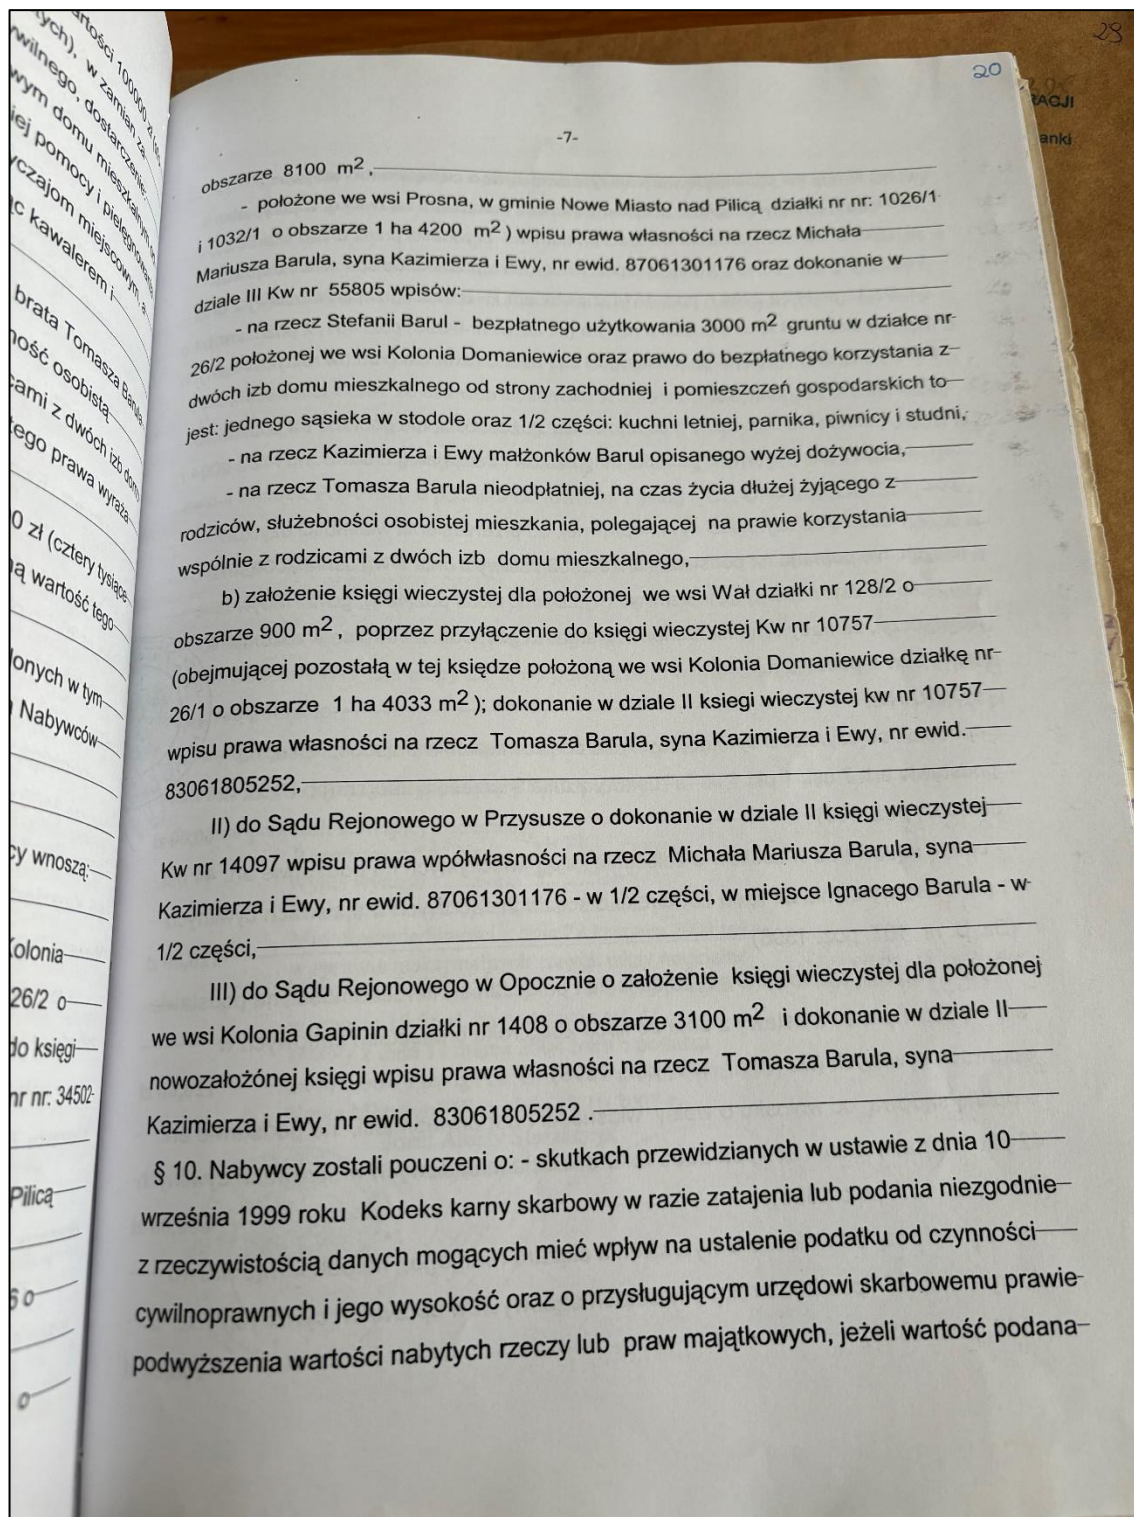 29
20
RACJI
anki
-7-
obszarze 8100 m2 ,
- położone we wsi Prosna, w gminie Nowe Miasto nad Pilicą działki nr nr: 1026/1
i 1032/1 o obszarze 1 ha 4200 m2 ) wpisu prawa własności na rzecz Michała
Mariusza Barula, syna Kazimierza i Ewy, nr ewid. 87061301176 oraz dokonanie w
dziale III Kw nr 55805 wpisów:
- na rzecz Stefanii Barul - bezpłatnego użytkowania 3000 m2 gruntu w działce nr
26/2 położonej we wsi Kolonia Domaniewice oraz prawo do bezpłatnego korzystania z
dwóch izb domu mieszkalnego od strony zachodniej i pomieszczeń gospodarskich to
jest: jednego sąsieka w stodole oraz 1/2 części: kuchni letniej, parnika, piwnicy i studni,
- na rzecz Kazimierza i Ewy małżonków Barul opisanego wyżej dożywocia,
- na rzecz Tomasza Barula nieodpłatniej, na czas życia dłużej żyjącego z
rodziców, służebności osobistej mieszkania, polegającej na prawie korzystania
wspólnie z rodzicami z dwóch izb domu mieszkalnego,
b) założenie księgi wieczystej dla położonej we wsi Wał działki nr 128/2 o
obszarze 900 m2 , poprzez przyłączenie do księgi wieczystej Kw nr 10757
(obejmującej pozostałą w tej księdze położoną we wsi Kolonia Domaniewice działkę nr
26/1 o obszarze 1 ha 4033 m2 ); dokonanie w dziale II ksiegi wieczystej kw nr 10757
wpisu prawa własności na rzecz Tomasza Barula, syna Kazimierza i Ewy, nr ewid.
83061805252,
II) do Sądu Rejonowego w Przysusze o dokonanie w dziale II księgi wieczystej
Kw nr 14097 wpisu prawa wpółwłasności na rzecz Michała Mariusza Barula, syna
Kazimierza i Ewy, nr ewid. 87061301176 - w 1/2 części, w miejsce Ignacego Barula - w
1/2 części,
III) do Sądu Rejonowego w Opocznie o założenie księgi wieczystej dla położonej
we wsi Kolonia Gapinin działki nr 1408 o obszarze 3100 m2 i dokonanie w dziale II
nowozałożónej księgi wpisu prawa własności na rzecz Tomasza Barula, syna
Kazimierza i Ewy, nr ewid. 83061805252 .
§ 10. Nabywcy zostali pouczeni o: - skutkach przewidzianych w ustawie z dnia 10
września 1999 roku Kodeks karny skarbowy w razie zatajenia lub podania niezgodnie
z rzeczywistością danych mogących mieć wpływ na ustalenie podatku od czynności
cywilnoprawnych i jego wysokość oraz o przysługującym urzędowi skarbowemu prawie
podwyższenia wartości nabytych rzeczy lub praw majątkowych, jeżeli wartość podana